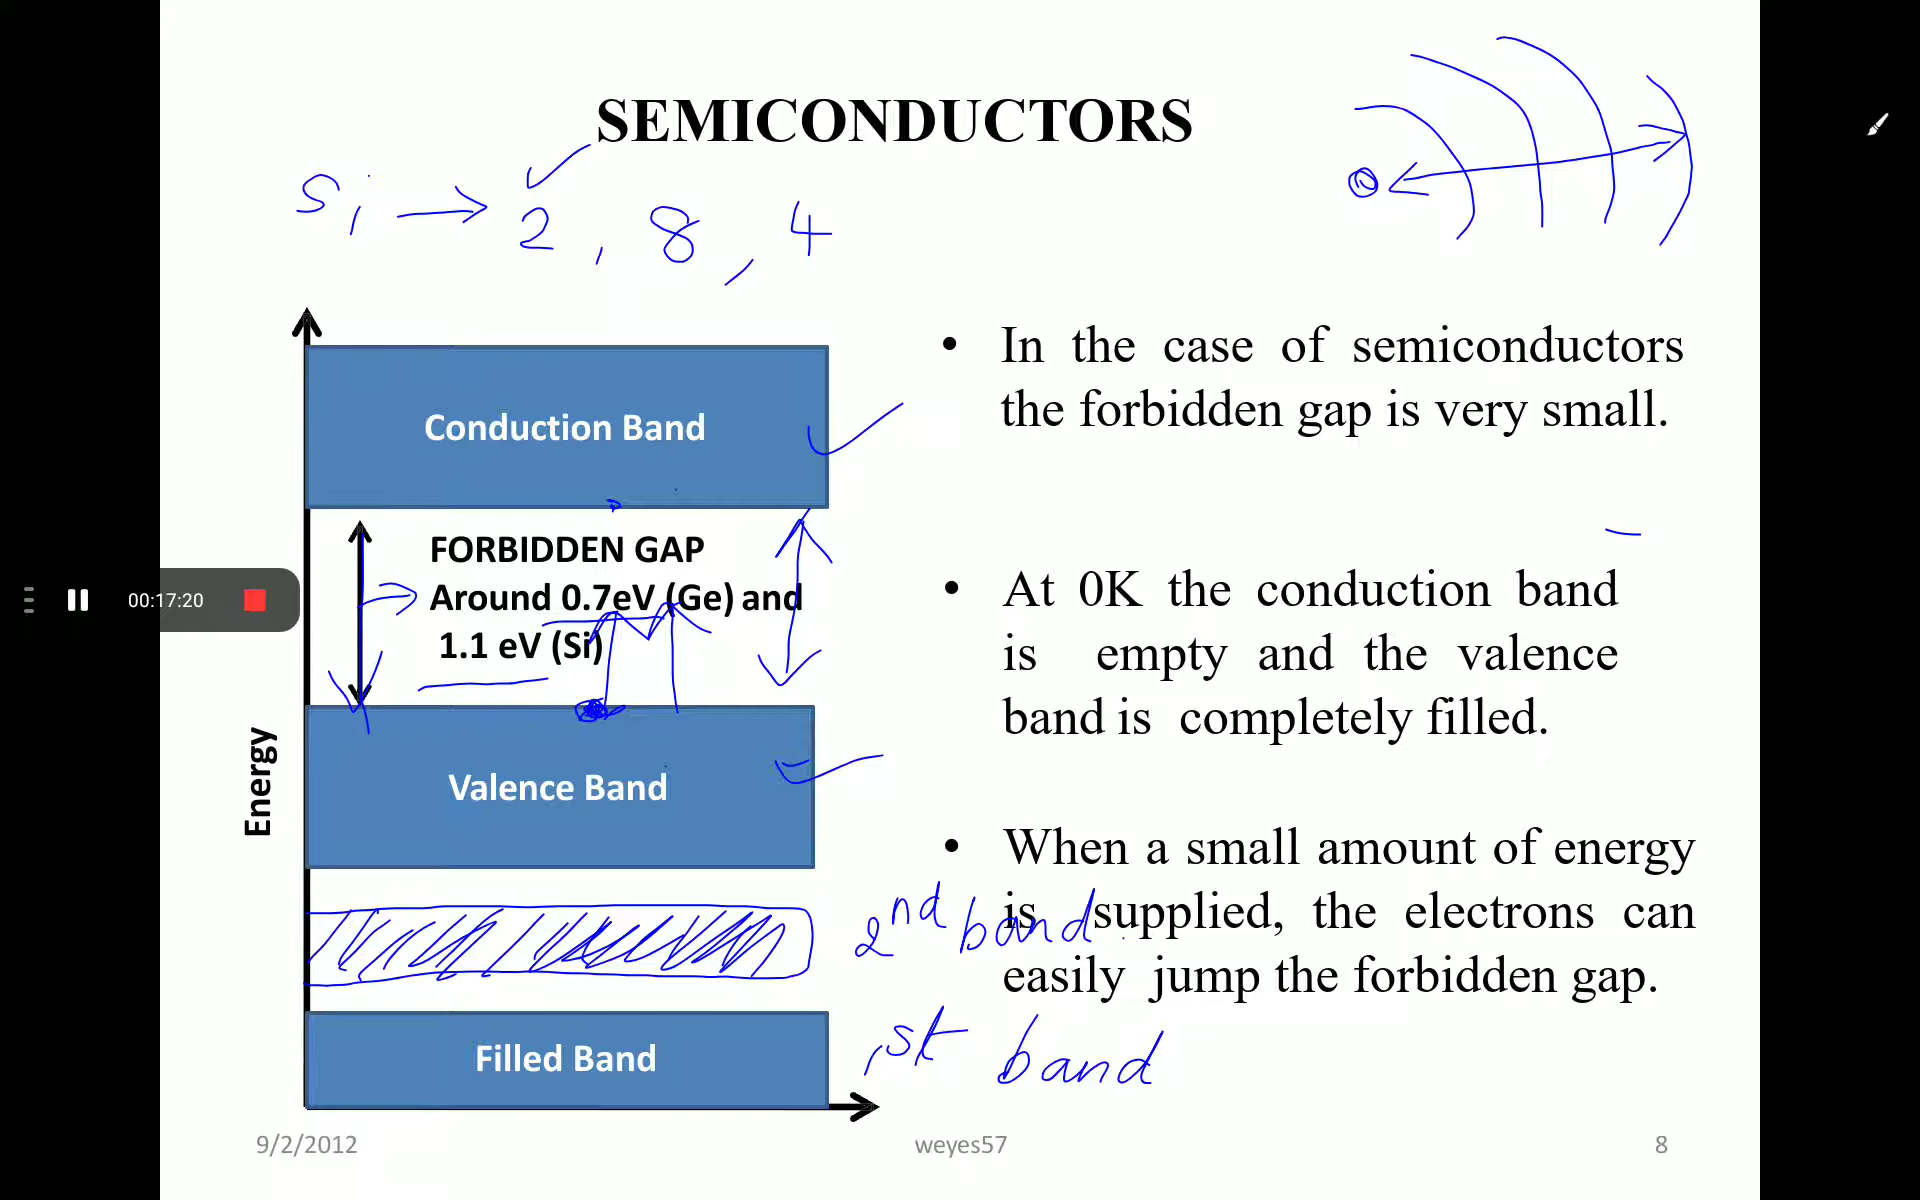 SEMICONDUCTORS
Si → 2, 8, 4
Conduction Band
FORBIDDEN GAP
Around 0.7eV (Ge) and
1.1 eV (Si)
Valence Band
Filled Band
Energy
• In the case of semiconductors
the forbidden gap is very small.
• At 0K the conduction band
is empty and the valence
band is completely filled.
• When a small amount of energy
is supplied, the electrons can
easily jump the forbidden gap.
2nd band
1st band
00:17:20
9/2/2012
weyes57
8